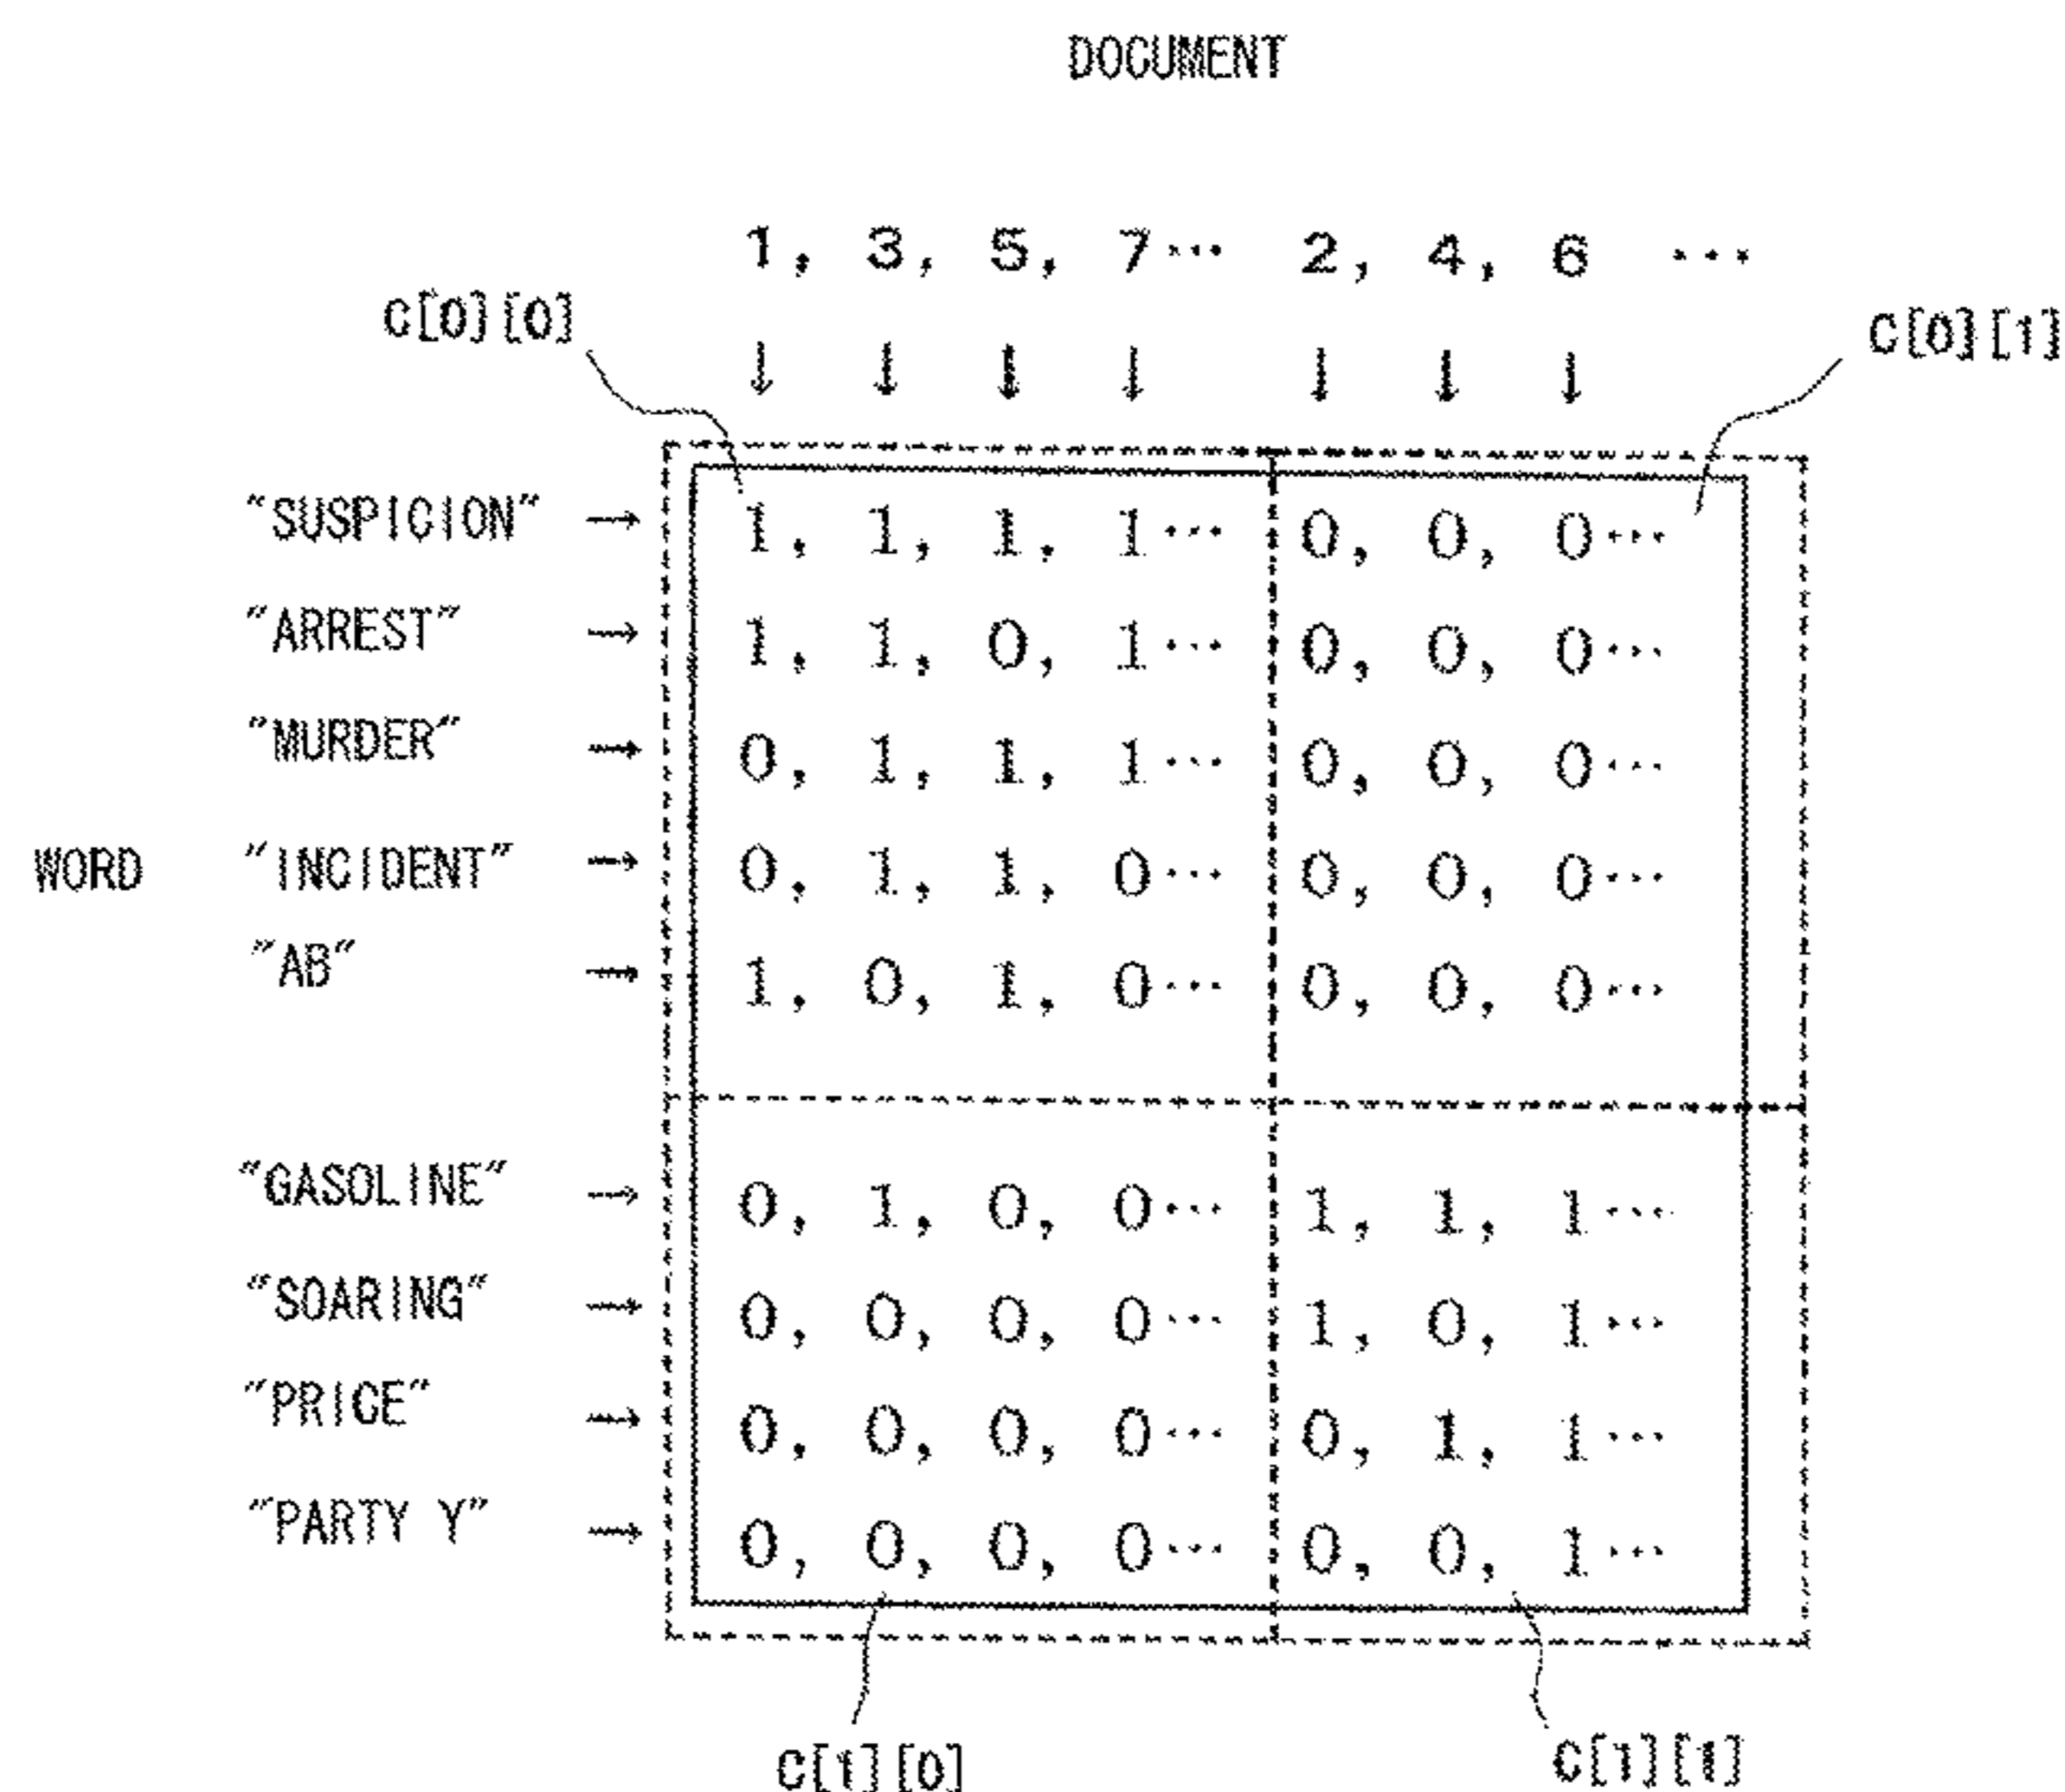 DOCUMENT
1, 3, 5, 7… 2, 4, 6 …
C[0][0]
C[0][1]
↓ ↓ ↓ ↓ ↓ ↓ ↓
"SUSPICION" → 1, 1, 1, 1… 0, 0, 0…
"ARREST" → 1, 1, 0, 1… 0, 0, 0…
"MURDER" → 0, 1, 1, 1… 0, 0, 0…
WORD "INCIDENT" → 0, 1, 1, 0… 0, 0, 0…
"AB" → 1, 0, 1, 0… 0, 0, 0…
"GASOLINE" → 0, 1, 0, 0… 1, 1, 1…
"SOARING" → 0, 0, 0, 0… 1, 0, 1…
"PRICE" → 0, 0, 0, 0… 0, 1, 1…
"PARTY Y" → 0, 0, 0, 0… 0, 0, 1…
C[1][0]
C[1][1]